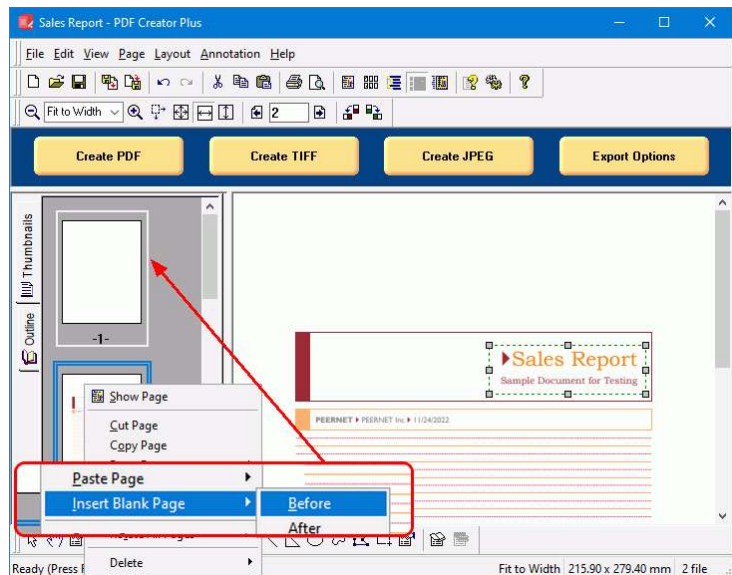 Sales Report - PDF Creator Plus
File Edit View Page Layout Annotation Help
Fit to Width 2
Create PDF Create TIFF Create JPEG Export Options
Thumbnails
Outline
-1-
Sales Report
Sample Document for Testing
PEERNET PEERNET Inc 11/24/2022
Show Page
Cut Page
Copy Page
Paste Page
Insert Blank Page
Before
After
Delete
Ready (Press Fit to Width 215.90 x 279.40 mm 2 file